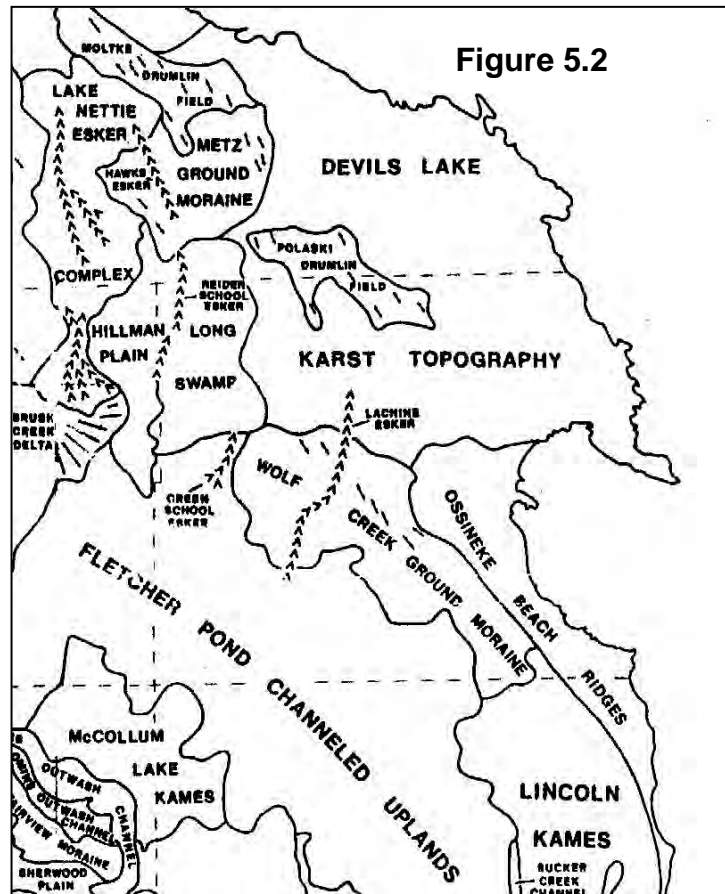 Figure 5.2
MOLTKE
DRUMLIN
FIELD
LAKE
NETTIE
ESKER
COMPLEX
HAWKS
ESKER
METZ
GROUND
MORAINE
DEVILS LAKE
POLASKI
DRUMLIN
FIELD
REIDER
SCHOOL
ESKER
HILLMAN
PLAIN
LONG
SWAMP
KARST TOPOGRAPHY
LACHINE
ESKER
BRUSH
CREEK
DELTA
GREEN
SCHOOL
ESKER
WOLF
CREEK
GROUND
MORAINE
OSSINEKE
BEACH
RIDGES
FLETCHER
POND
CHANNELED
UPLANDS
McCOLLUM
LAKE
KAMES
OUTWASH
CHANNEL
OUTWASH
CHANNEL
FAIRVIEW MORAINE
SHERWOOD
PLAIN
LINCOLN
KAMES
SUCKER
CREEK
CHANNEL